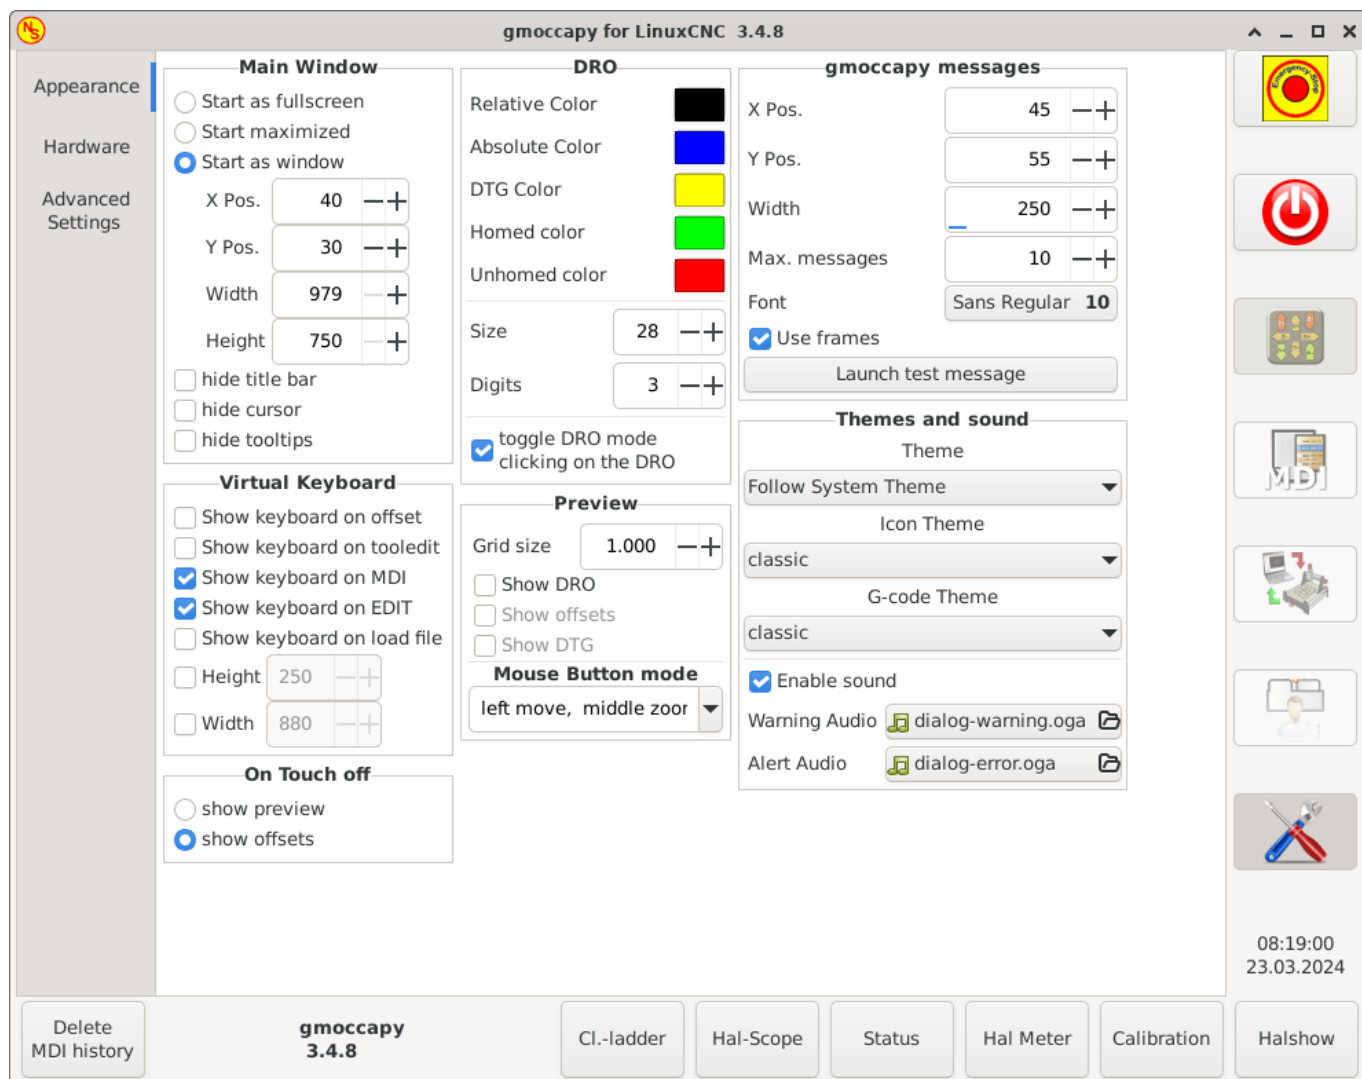 gmoccapy for LinuxCNC 3.4.8
Appearance
Hardware
Advanced
Settings
Main Window
Start as fullscreen
Start maximized
Start as window
X Pos. 40
Y Pos. 30
Width 979
Height 750
hide title bar
hide cursor
hide tooltips
Virtual Keyboard
Show keyboard on offset
Show keyboard on tooledit
Show keyboard on MDI
Show keyboard on EDIT
Show keyboard on load file
Height 250
Width 880
On Touch off
show preview
show offsets
DRO
Relative Color
Absolute Color
DTG Color
Homed color
Unhomed color
Size 28
Digits 3
toggle DRO mode
clicking on the DRO
Preview
Grid size 1.000
Show DRO
Show offsets
Show DTG
Mouse Button mode
left move, middle zoor
gmoccapy messages
X Pos. 45
Y Pos. 55
Width 250
Max. messages 10
Font Sans Regular 10
Use frames
Launch test message
Themes and sound
Theme
Follow System Theme
Icon Theme
classic
G-code Theme
classic
Enable sound
Warning Audio dialog-warning.oga
Alert Audio dialog-error.oga
Emergency-Stop
MDI
08:19:00
23.03.2024
Delete
MDI history
gmoccapy
3.4.8
Cl.-ladder
Hal-Scope
Status
Hal Meter
Calibration
Halshow